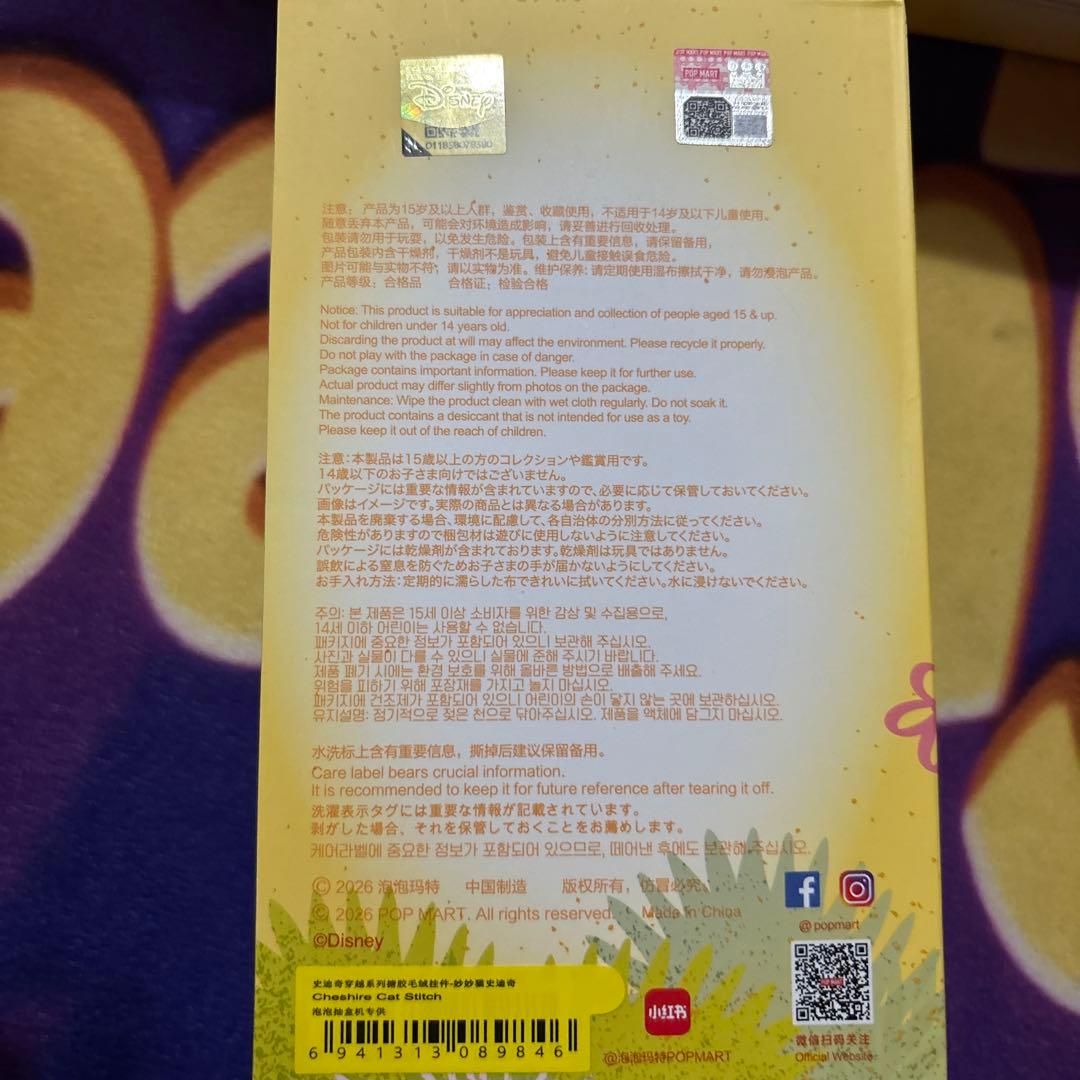 DISNEY
POP MART POP MART POP MART POP MART
POP MART
注意：产品为15岁及以上人群，鉴赏、收藏使用，不适用于14岁及以下儿童使用。
随意丢弃本产品，可能会对环境造成影响，请妥善进行回收处理。
包装请勿用于玩耍，以免发生危险。包装上含有重要信息，请保留备用，
产品包装内含干燥剂，干燥剂不是玩具，避免儿童接触误食危险。
图片可能与实物不符，请以实物为准。维护保养：请定期使用湿布擦拭干净，请勿浸泡产品。
产品等级：合格品 合格证：检验合格
Notice: This product is suitable for appreciation and collection of people aged 15 & up.
Not for children under 14 years old.
Discarding the product at will may affect the environment. Please recycle it properly.
Do not play with the package in case of danger.
Package contains important information. Please keep it for further use.
Actual product may differ slightly from photos on the package.
Maintenance: Wipe the product clean with wet cloth regularly. Do not soak it.
The product contains a desiccant that is not intended for use as a toy.
Please keep it out of the reach of children.
注意：本製品は15歳以上の方のコレクションや鑑賞用です。
14歳以下のお子さま向けではございません。
パッケージには重要な情報が含まれていますので、必要に応じて保管しておいてください。
画像はイメージです。実際の商品とは異なる場合があります。
本製品を廃棄する場合、環境に配慮して、各自治体の分別方法に従ってください。
危険性がありますので梱包材は遊びに使用しないように注意してください。
パッケージには乾燥剤が含まれております。乾燥剤は玩具ではありません。
誤飲による窒息を防ぐためお子さまの手が届かないようにしてください。
お手入れ方法：定期的に濡らした布できれいに拭いてください。水に浸けないでください。
주의: 본 제품은 15세 이상 소비자를 위한 감상 및 수집용으로,
14세 이하 어린이는 사용할 수 없습니다.
패키지에 중요한 정보가 포함되어 있으니 보관해 주십시오.
사진과 실물이 다를 수 있으니 실물에 준해 주시기 바랍니다.
제품 폐기 시에는 환경 보호를 위해 올바른 방법으로 배출해 주세요.
위험을 피하기 위해 포장재를 가지고 놀지 마십시오.
패키지에 건조제가 포함되어 있으니 어린이의 손이 닿지 않는 곳에 보관하십시오.
유지설명: 정기적으로 젖은 천으로 닦아주십시오. 제품을 액체에 담그지 마십시오.
水洗标上含有重要信息，撕掉后建议保留备用。
Care label bears crucial information.
It is recommended to keep it for future reference after tearing it off.
洗濯表示タグには重要な情報が記載されています。
剥がした場合、それを保管しておくことをお薦めします。
케어라벨에 중요한 정보가 포함되어 있으므로, 떼어낸 후에도 보관해 주십시오.
© 2026 泡泡玛特 中国制造 版权所有，仿冒必究。
© 2026 POP MART. All rights reserved. Made in China
©Disney
@popmart
POP MART
史迪奇穿越系列搪胶毛绒挂件-妙妙猫史迪奇
Cheshire Cat Stitch
泡泡抽盒机专供
6 941313 089846
小红书
@泡泡玛特POPMART
微信扫码关注
Official Website